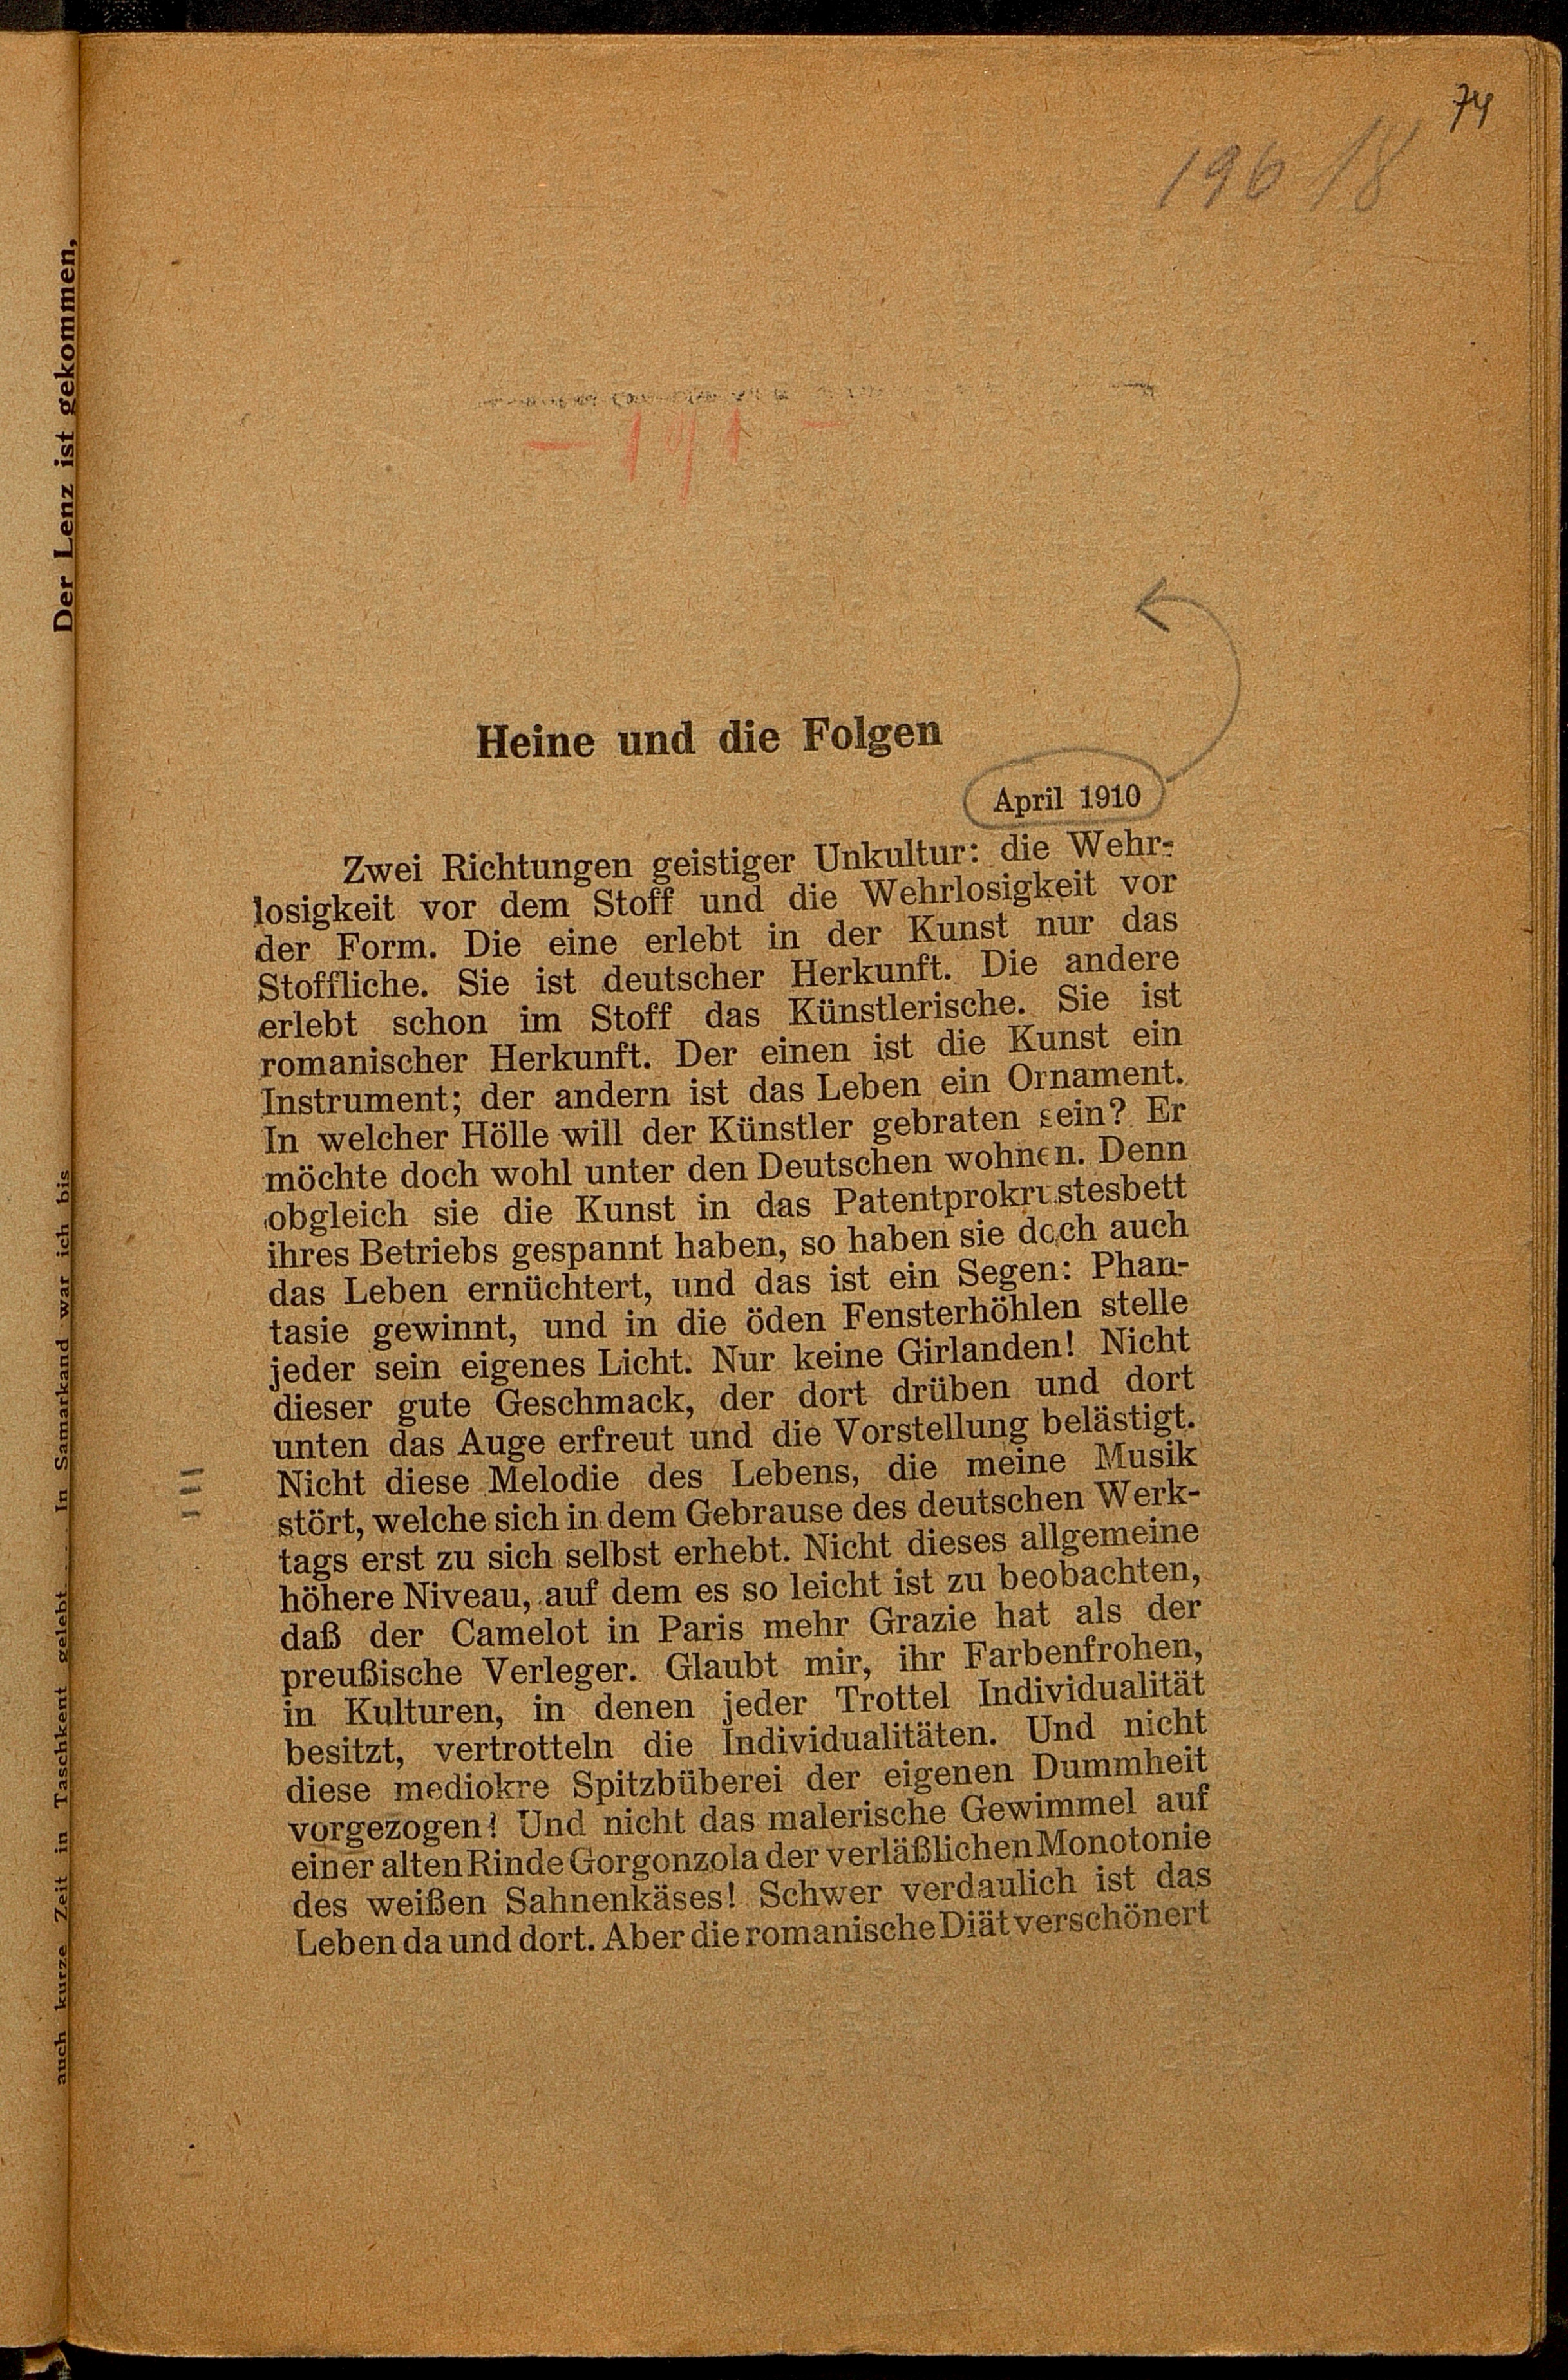 74
196 18
Heine und die Folgen
April 1910
Zwei Richtungen geistiger Unkultur: die Wehr-
losigkeit vor dem Stoff und die Wehrlosigkeit vor
der Form. Die eine erlebt in der Kunst nur das
Stoffliche. Sie ist deutscher Herkunft. Die andere
erlebt schon im Stoff das Künstlerische. Sie ist
romanischer Herkunft. Der einen ist die Kunst ein
Instrument; der andern ist das Leben ein Ornament.
In welcher Hölle will der Künstler gebraten sein? Er
möchte doch wohl unter den Deutschen wohnen. Denn
obgleich sie die Kunst in das Patentprokrustesbett
ihres Betriebs gespannt haben, so haben sie doch auch
das Leben ernüchtert, und das ist ein Segen: Phan-
tasie gewinnt, und in die öden Fensterhöhlen stelle
jeder sein eigenes Licht. Nur keine Girlanden! Nicht
dieser gute Geschmack, der dort drüben und dort
unten das Auge erfreut und die Vorstellung belästigt.
Nicht diese Melodie des Lebens, die meine Musik
stört, welche sich in dem Gebrause des deutschen Werk-
tags erst zu sich selbst erhebt. Nicht dieses allgemeine
höhere Niveau, auf dem es so leicht ist zu beobachten,
daß der Camelot in Paris mehr Grazie hat als der
preußische Verleger. Glaubt mir, ihr Farbenfrohen,
in Kulturen, in denen jeder Trottel Individualität
besitzt, vertrotteln die Individualitäten. Und nicht
diese mediokre Spitzbüberei der eigenen Dummheit
vorgezogen! Und nicht das malerische Gewimmel auf
einer alten Rinde Gorgonzola der verläßlichen Monotonie
des weißen Sahnenkäses! Schwer verdaulich ist das
Leben da und dort. Aber die romanische Diät verschönert
Der Lenz ist gekommen,
auch kurze Zeit in Taschkent gelebt . . . In Samarkand war ich bis